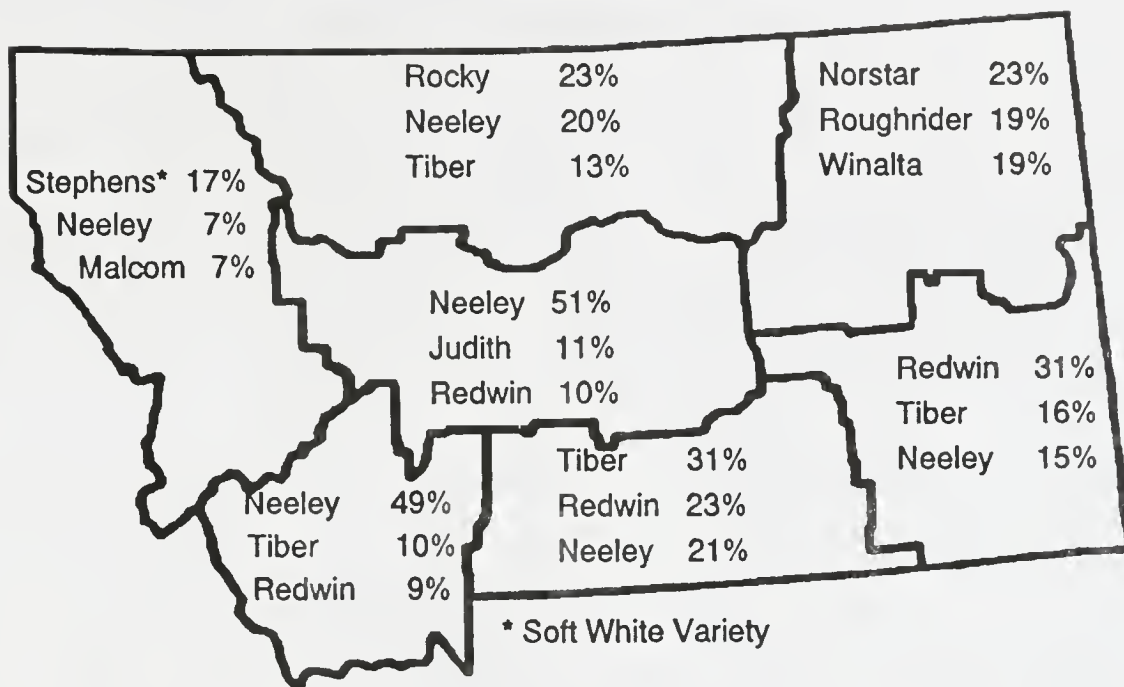 Rocky 23%
Neeley 20%
Tiber 13%
Norstar 23%
Roughrider 19%
Winalta 19%
Stephens* 17%
Neeley 7%
Malcom 7%
Neeley 51%
Judith 11%
Redwin 10%
Redwin 31%
Tiber 16%
Neeley 15%
Neeley 49%
Tiber 10%
Redwin 9%
Tiber 31%
Redwin 23%
Neeley 21%
* Soft White Variety